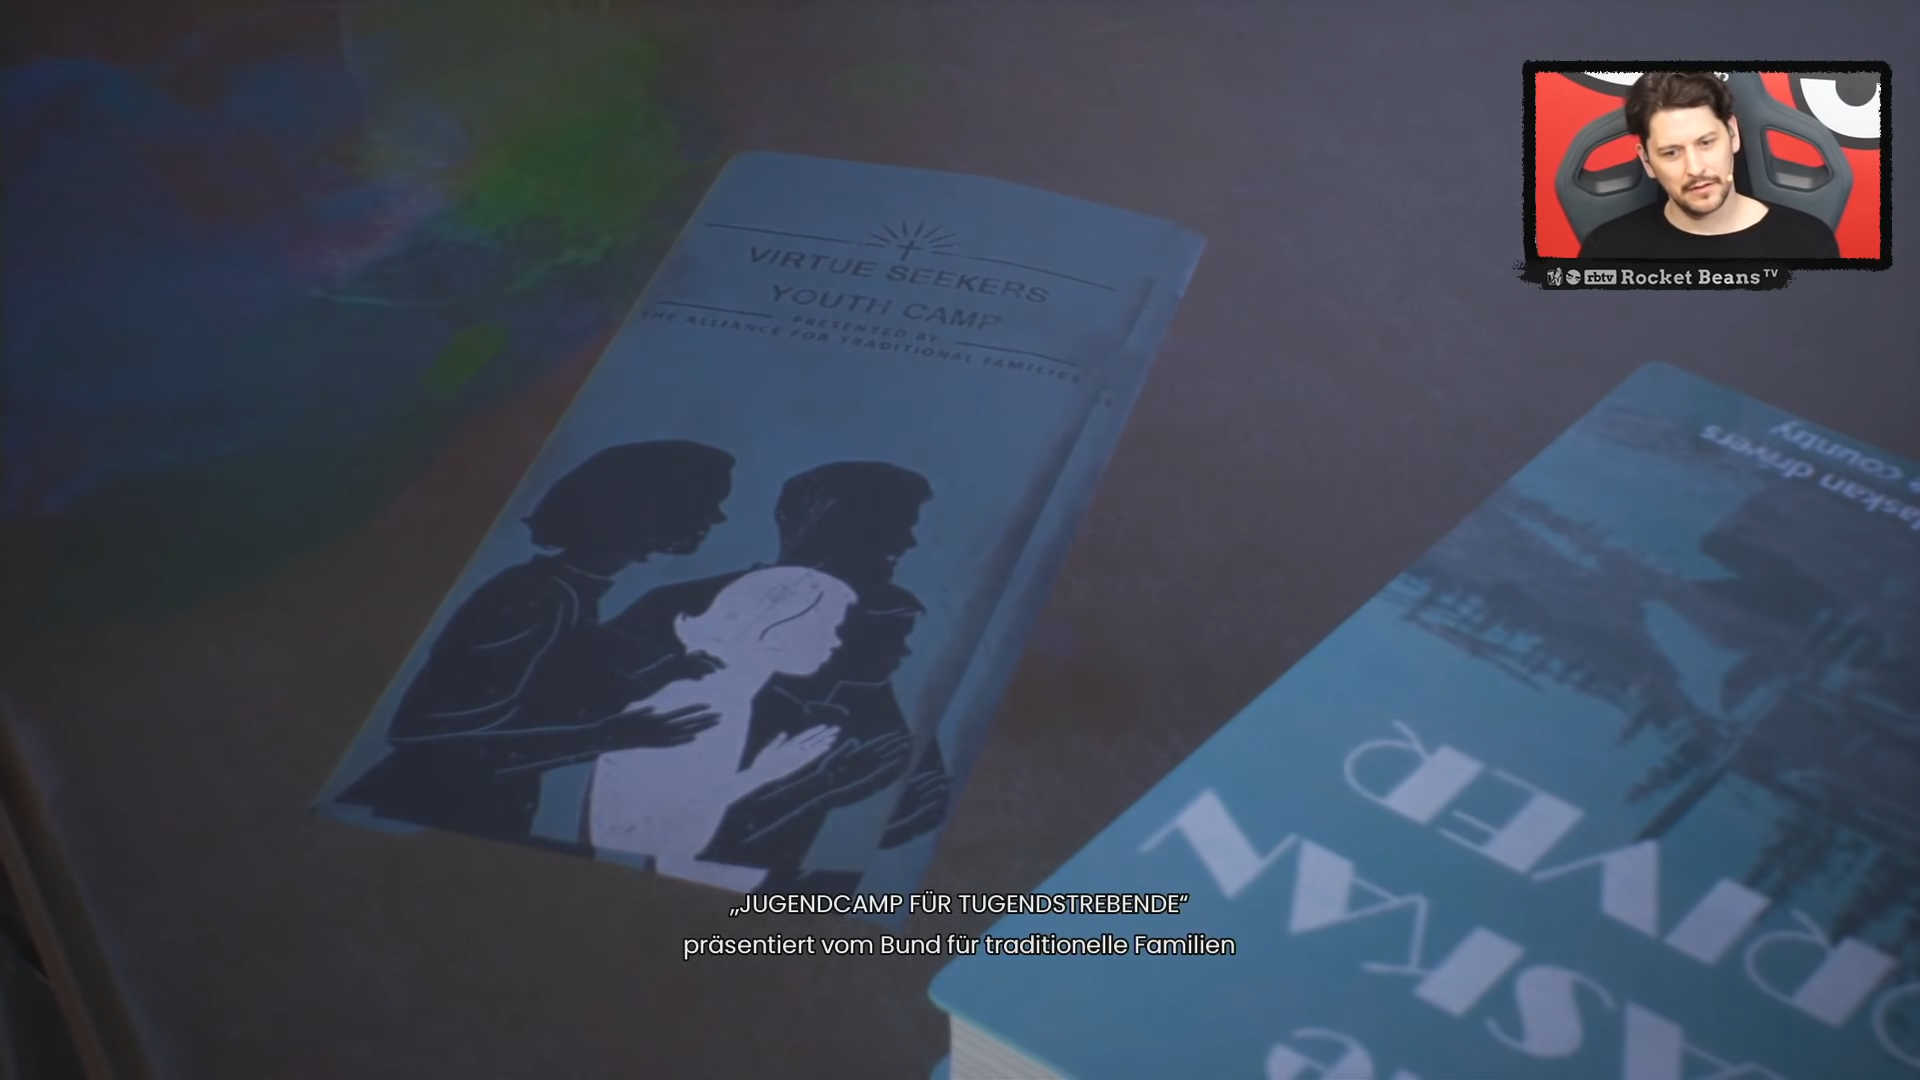 VIRTUE SEEKERS
YOUTH CAMP
PRESENTED BY
THE ALLIANCE FOR TRADITIONAL FAMILIES
rbtv Rocket Beans TV
drivers
country
DRIVER
„JUGENDCAMP FÜR TUGENDSTREBENDE“
präsentiert vom Bund für traditionelle Familien